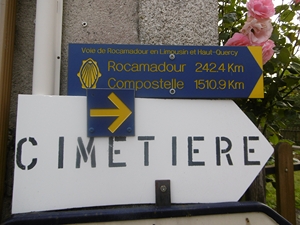 Voie de Rocamadour en Limousin et Haut-Quercy
Rocamadour 242.4 Km
Compostelle 1510.9 Km
CIMETIERE